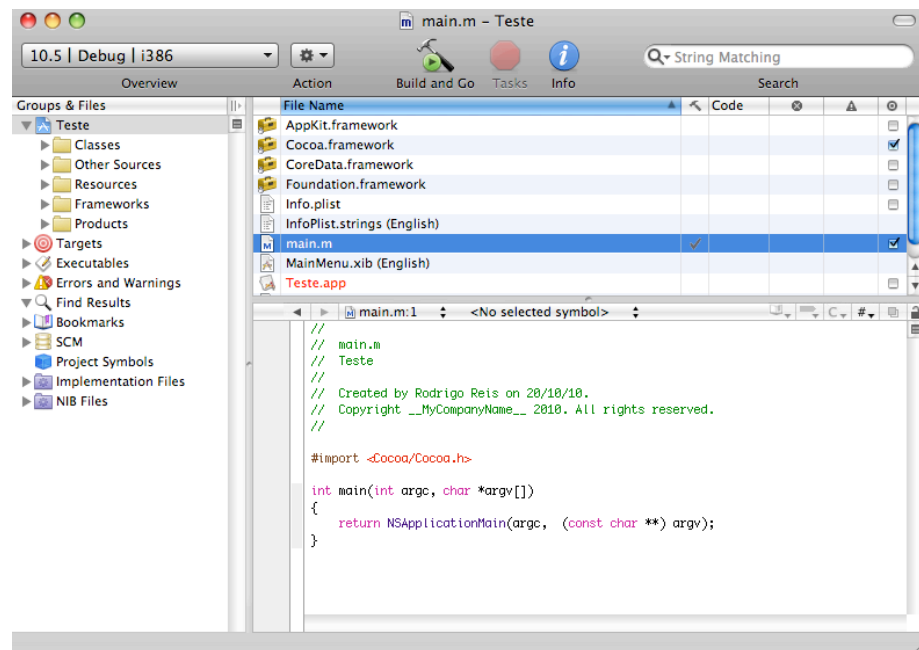 main.m – Teste
10.5 | Debug | i386
String Matching
Overview
Action
Build and Go
Tasks
Info
Search
Groups & Files
Teste
Classes
Other Sources
Resources
Frameworks
Products
Targets
Executables
Errors and Warnings
Find Results
Bookmarks
SCM
Project Symbols
Implementation Files
NIB Files
File Name
Code
AppKit.framework
Cocoa.framework
CoreData.framework
Foundation.framework
Info.plist
InfoPlist.strings (English)
main.m
MainMenu.xib (English)
Teste.app
main.m:1
<No selected symbol>
C
#
//
// main.m
// Teste
//
// Created by Rodrigo Reis on 20/10/10.
// Copyright __MyCompanyName__ 2010. All rights reserved.
//
#import <Cocoa/Cocoa.h>
int main(int argc, char *argv[])
{
return NSApplicationMain(argc, (const char **) argv);
}